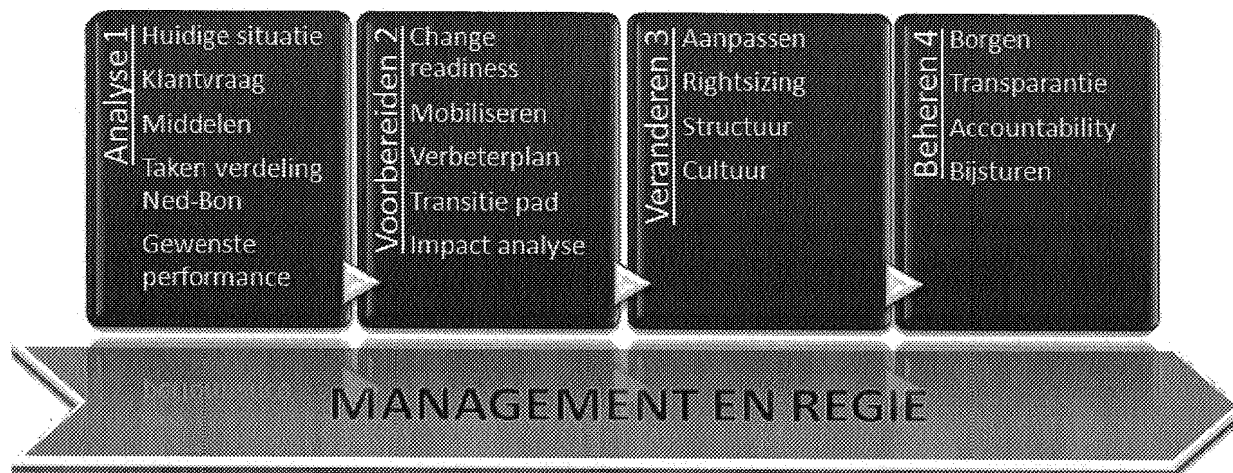 Analyse 1
Huidige situatie
Klantvraag
Middelen
Taken verdeling
Ned-Bon
Gewenste
performance
Voorbereiden 2
Change
readiness
Mobiliseren
Verbeterplan
Transitie pad
Impact analyse
Veranderen 3
Aanpassen
Rightsizing
Structuur
Cultuur
Beheren 4
Borgen
Transparantie
Accountability
Bijsturen
MANAGEMENT EN REGIE